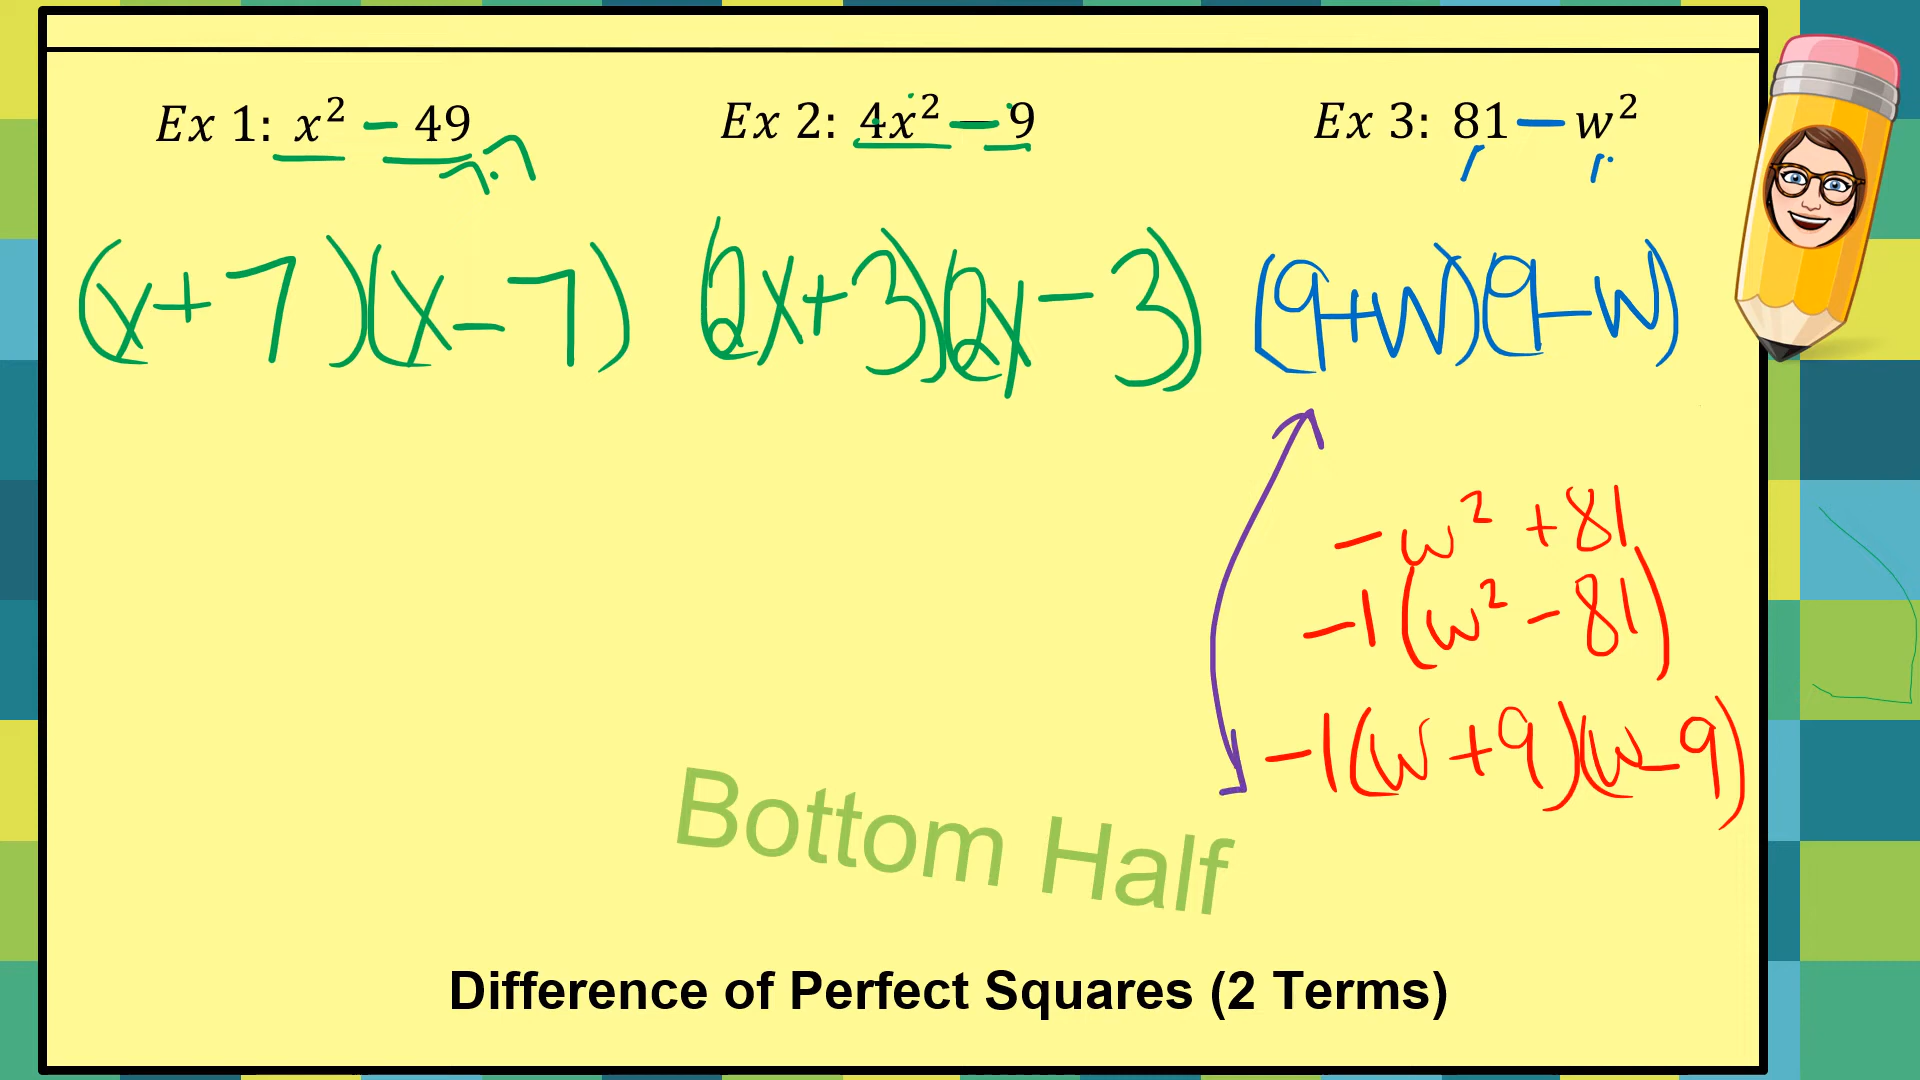 Ex 1: x² − 49
Ex 2: 4x² − 9
Ex 3: 81 − w²
(x+7)(x−7)
(2x+3)(2x−3)
(9+w)(9−w)
−w² +81
−1(w² −81)
−1(w+9)(w−9)
Bottom Half
Difference of Perfect Squares (2 Terms)